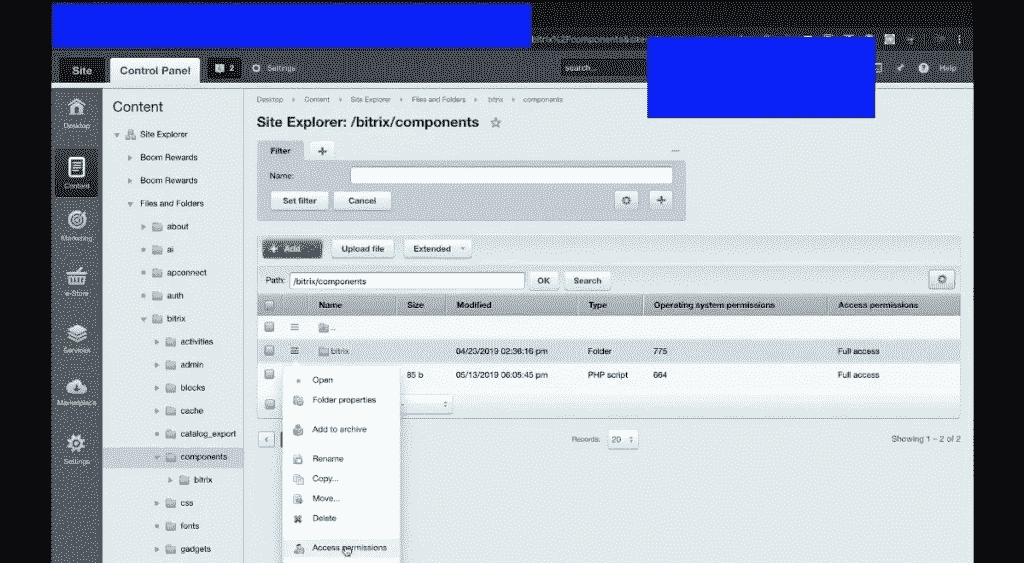 bitrix%2Fcomponents&site
Site
Control Panel
2
Settings
search...
Help
Desktop
Content
Marketing
e-Store
Services
Marketplace
Settings
Content
Site Explorer
Boom Rewards
Boom Rewards
Files and Folders
about
ai
apconnect
auth
bitrix
activities
admin
blocks
cache
catalog_export
components
bitrix
css
fonts
gadgets
Desktop Content Site Explorer Files and Folders bitrix components
Site Explorer: /bitrix/components
Filter
Name:
Set filter Cancel
Add Upload file Extended
Path: /bitrix/components OK Search
Name Size Modified Type Operating system permissions Access permissions
..
bitrix 04/23/2019 02:36:16 pm Folder 775 Full access
85 b 05/13/2019 06:05:45 pm PHP script 664 Full access
Open
Folder properties
Add to archive
Rename
Copy...
Move...
Delete
Access permissions
Records: 20
Showing 1 – 2 of 2